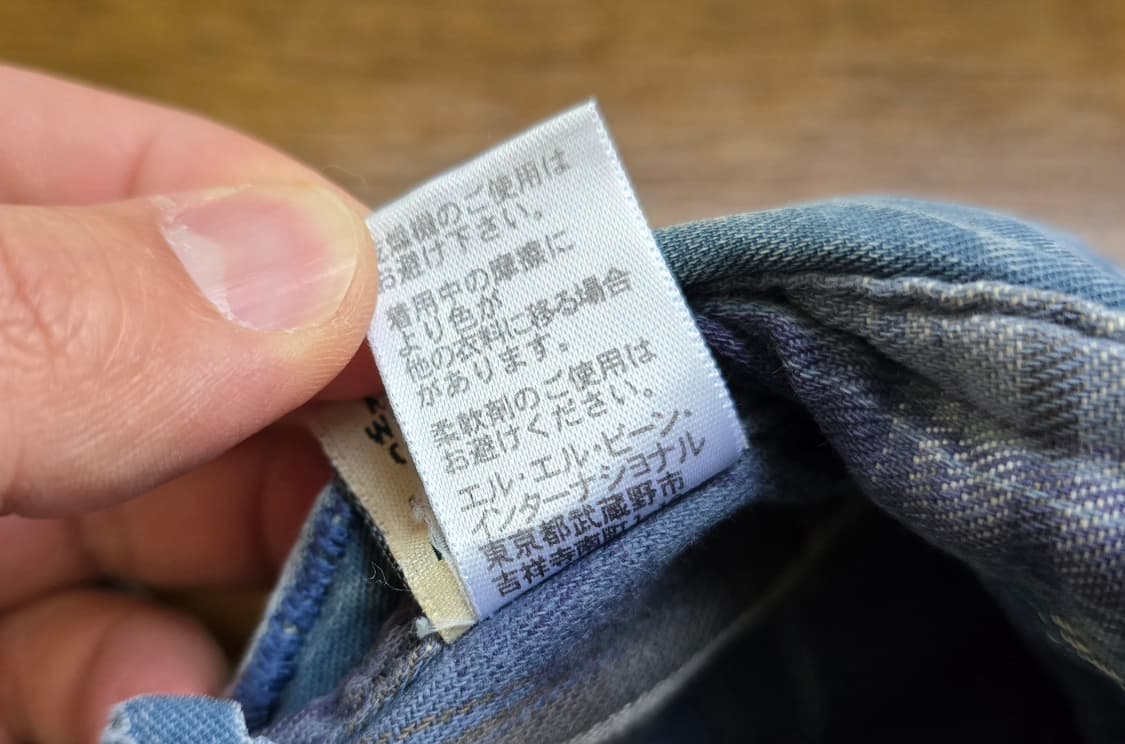 燥機のご使用は
お避け下さい。
着用中の摩擦に
より色が
他の衣料に移る場合
があります。
柔軟剤のご使用は
お避けください。
エル・エル・ビーン・
インターナショナル
東京都武蔵野市
吉祥寺南町
W
C